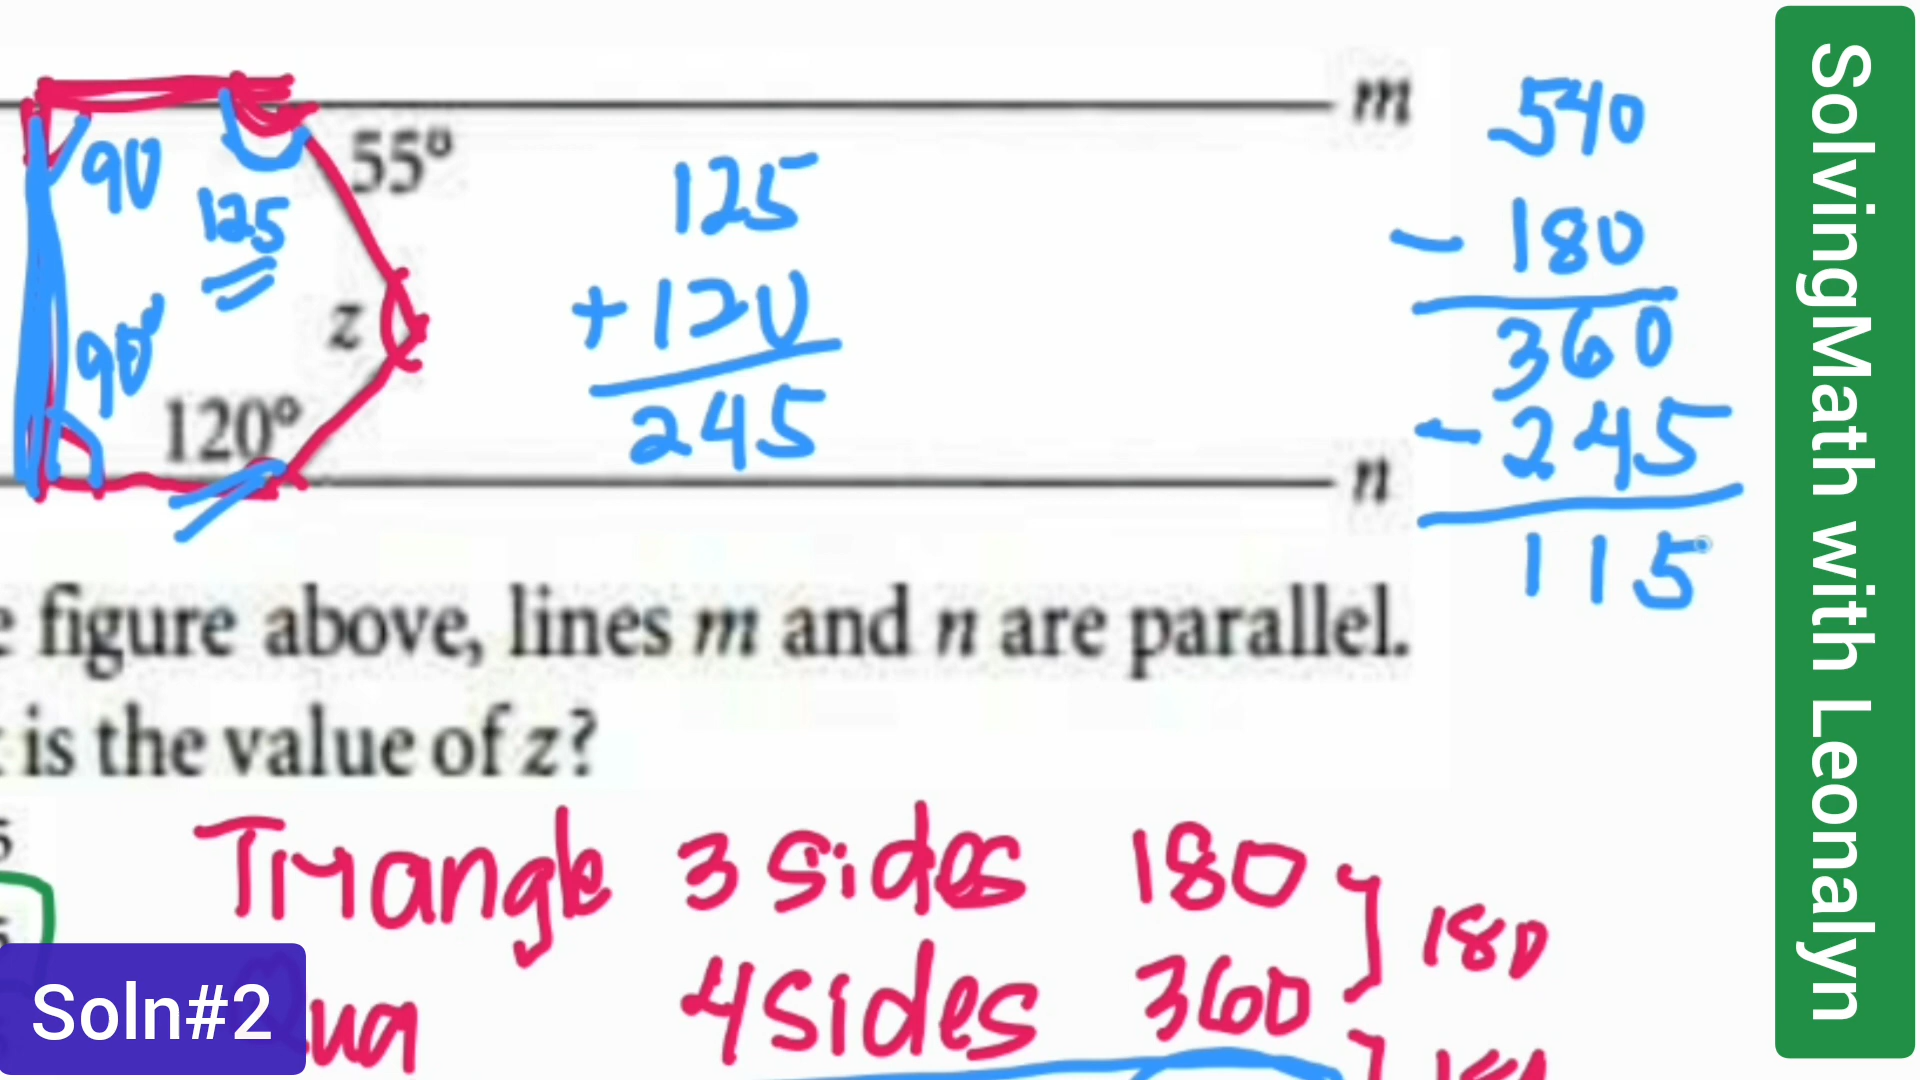 m
540
90
55°
125
- 180
125
+ 120
360
z
90°
245
- 245
120°
n
115
figure above, lines m and n are parallel.
is the value of z?
Triangle 3 sides 180
180
Qua 4 sides 360
Soln#2
SolvingMath with Leonalyn